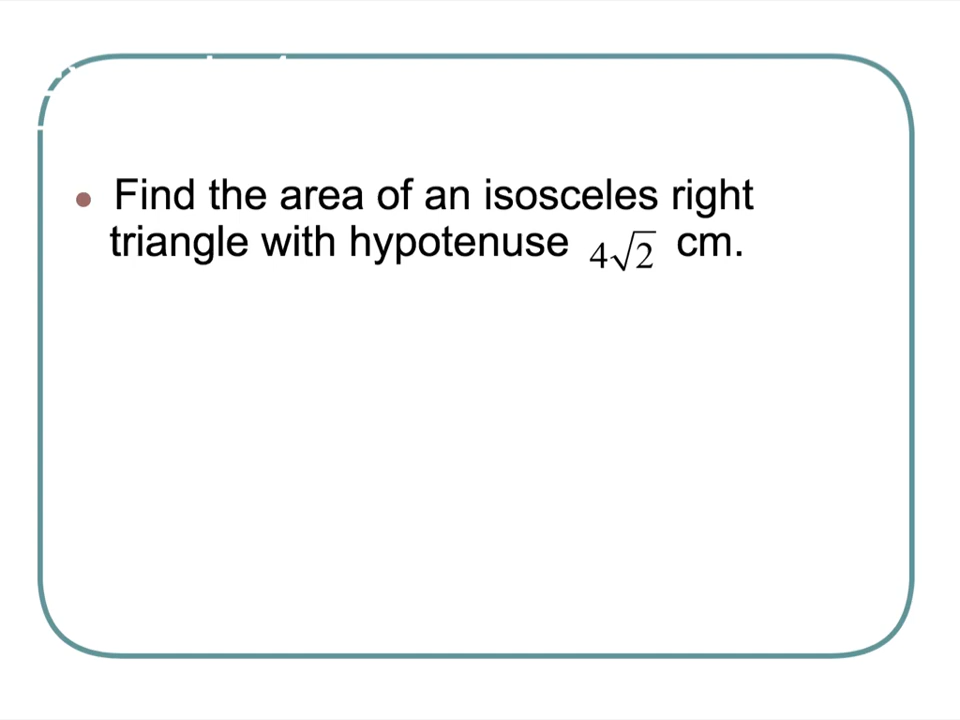 • Find the area of an isosceles right
triangle with hypotenuse 4√2 cm.